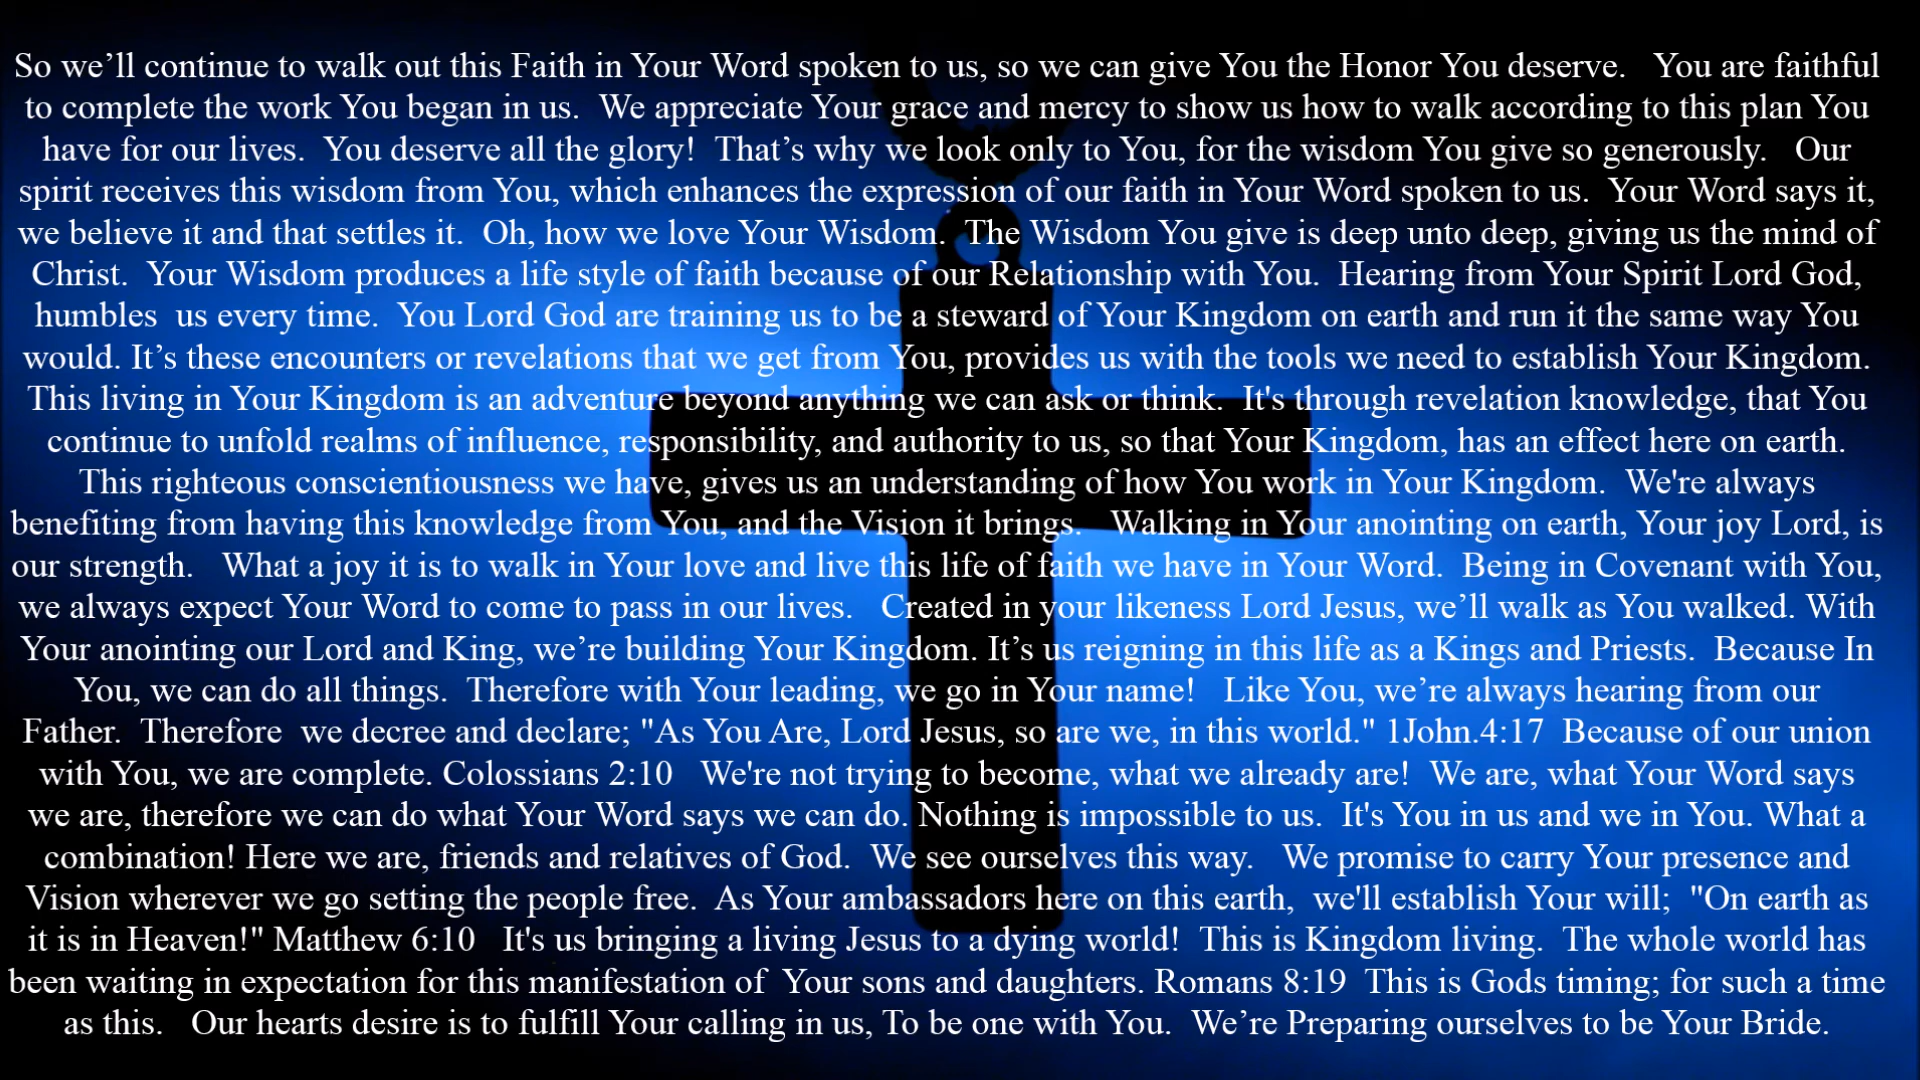 So we’ll continue to walk out this Faith in Your Word spoken to us, so we can give You the Honor You deserve.   You are faithful
to complete the work You began in us.  We appreciate Your grace and mercy to show us how to walk according to this plan You
have for our lives.  You deserve all the glory!  That’s why we look only to You, for the wisdom You give so generously.   Our
spirit receives this wisdom from You, which enhances the expression of our faith in Your Word spoken to us.  Your Word says it,
we believe it and that settles it.  Oh, how we love Your Wisdom.  The Wisdom You give is deep unto deep, giving us the mind of
Christ.  Your Wisdom produces a life style of faith because of our Relationship with You.  Hearing from Your Spirit Lord God,
humbles  us every time.  You Lord God are training us to be a steward of Your Kingdom on earth and run it the same way You
would. It’s these encounters or revelations that we get from You, provides us with the tools we need to establish Your Kingdom.
This living in Your Kingdom is an adventure beyond anything we can ask or think.  It's through revelation knowledge, that You
continue to unfold realms of influence, responsibility, and authority to us, so that Your Kingdom, has an effect here on earth.
This righteous conscientiousness we have, gives us an understanding of how You work in Your Kingdom.  We're always
benefiting from having this knowledge from You, and the Vision it brings.   Walking in Your anointing on earth, Your joy Lord, is
our strength.   What a joy it is to walk in Your love and live this life of faith we have in Your Word.  Being in Covenant with You,
we always expect Your Word to come to pass in our lives.   Created in your likeness Lord Jesus, we’ll walk as You walked. With
Your anointing our Lord and King, we’re building Your Kingdom. It’s us reigning in this life as a Kings and Priests.  Because In
You, we can do all things.  Therefore with Your leading, we go in Your name!   Like You, we’re always hearing from our
Father.  Therefore  we decree and declare; "As You Are, Lord Jesus, so are we, in this world." 1John.4:17  Because of our union
with You, we are complete. Colossians 2:10   We're not trying to become, what we already are!  We are, what Your Word says
we are, therefore we can do what Your Word says we can do. Nothing is impossible to us.  It's You in us and we in You. What a
combination! Here we are, friends and relatives of God.  We see ourselves this way.   We promise to carry Your presence and
Vision wherever we go setting the people free.  As Your ambassadors here on this earth,  we'll establish Your will;  "On earth as
it is in Heaven!" Matthew 6:10   It's us bringing a living Jesus to a dying world!  This is Kingdom living.  The whole world has
been waiting in expectation for this manifestation of  Your sons and daughters. Romans 8:19  This is Gods timing; for such a time
as this.   Our hearts desire is to fulfill Your calling in us, To be one with You.  We’re Preparing ourselves to be Your Bride.